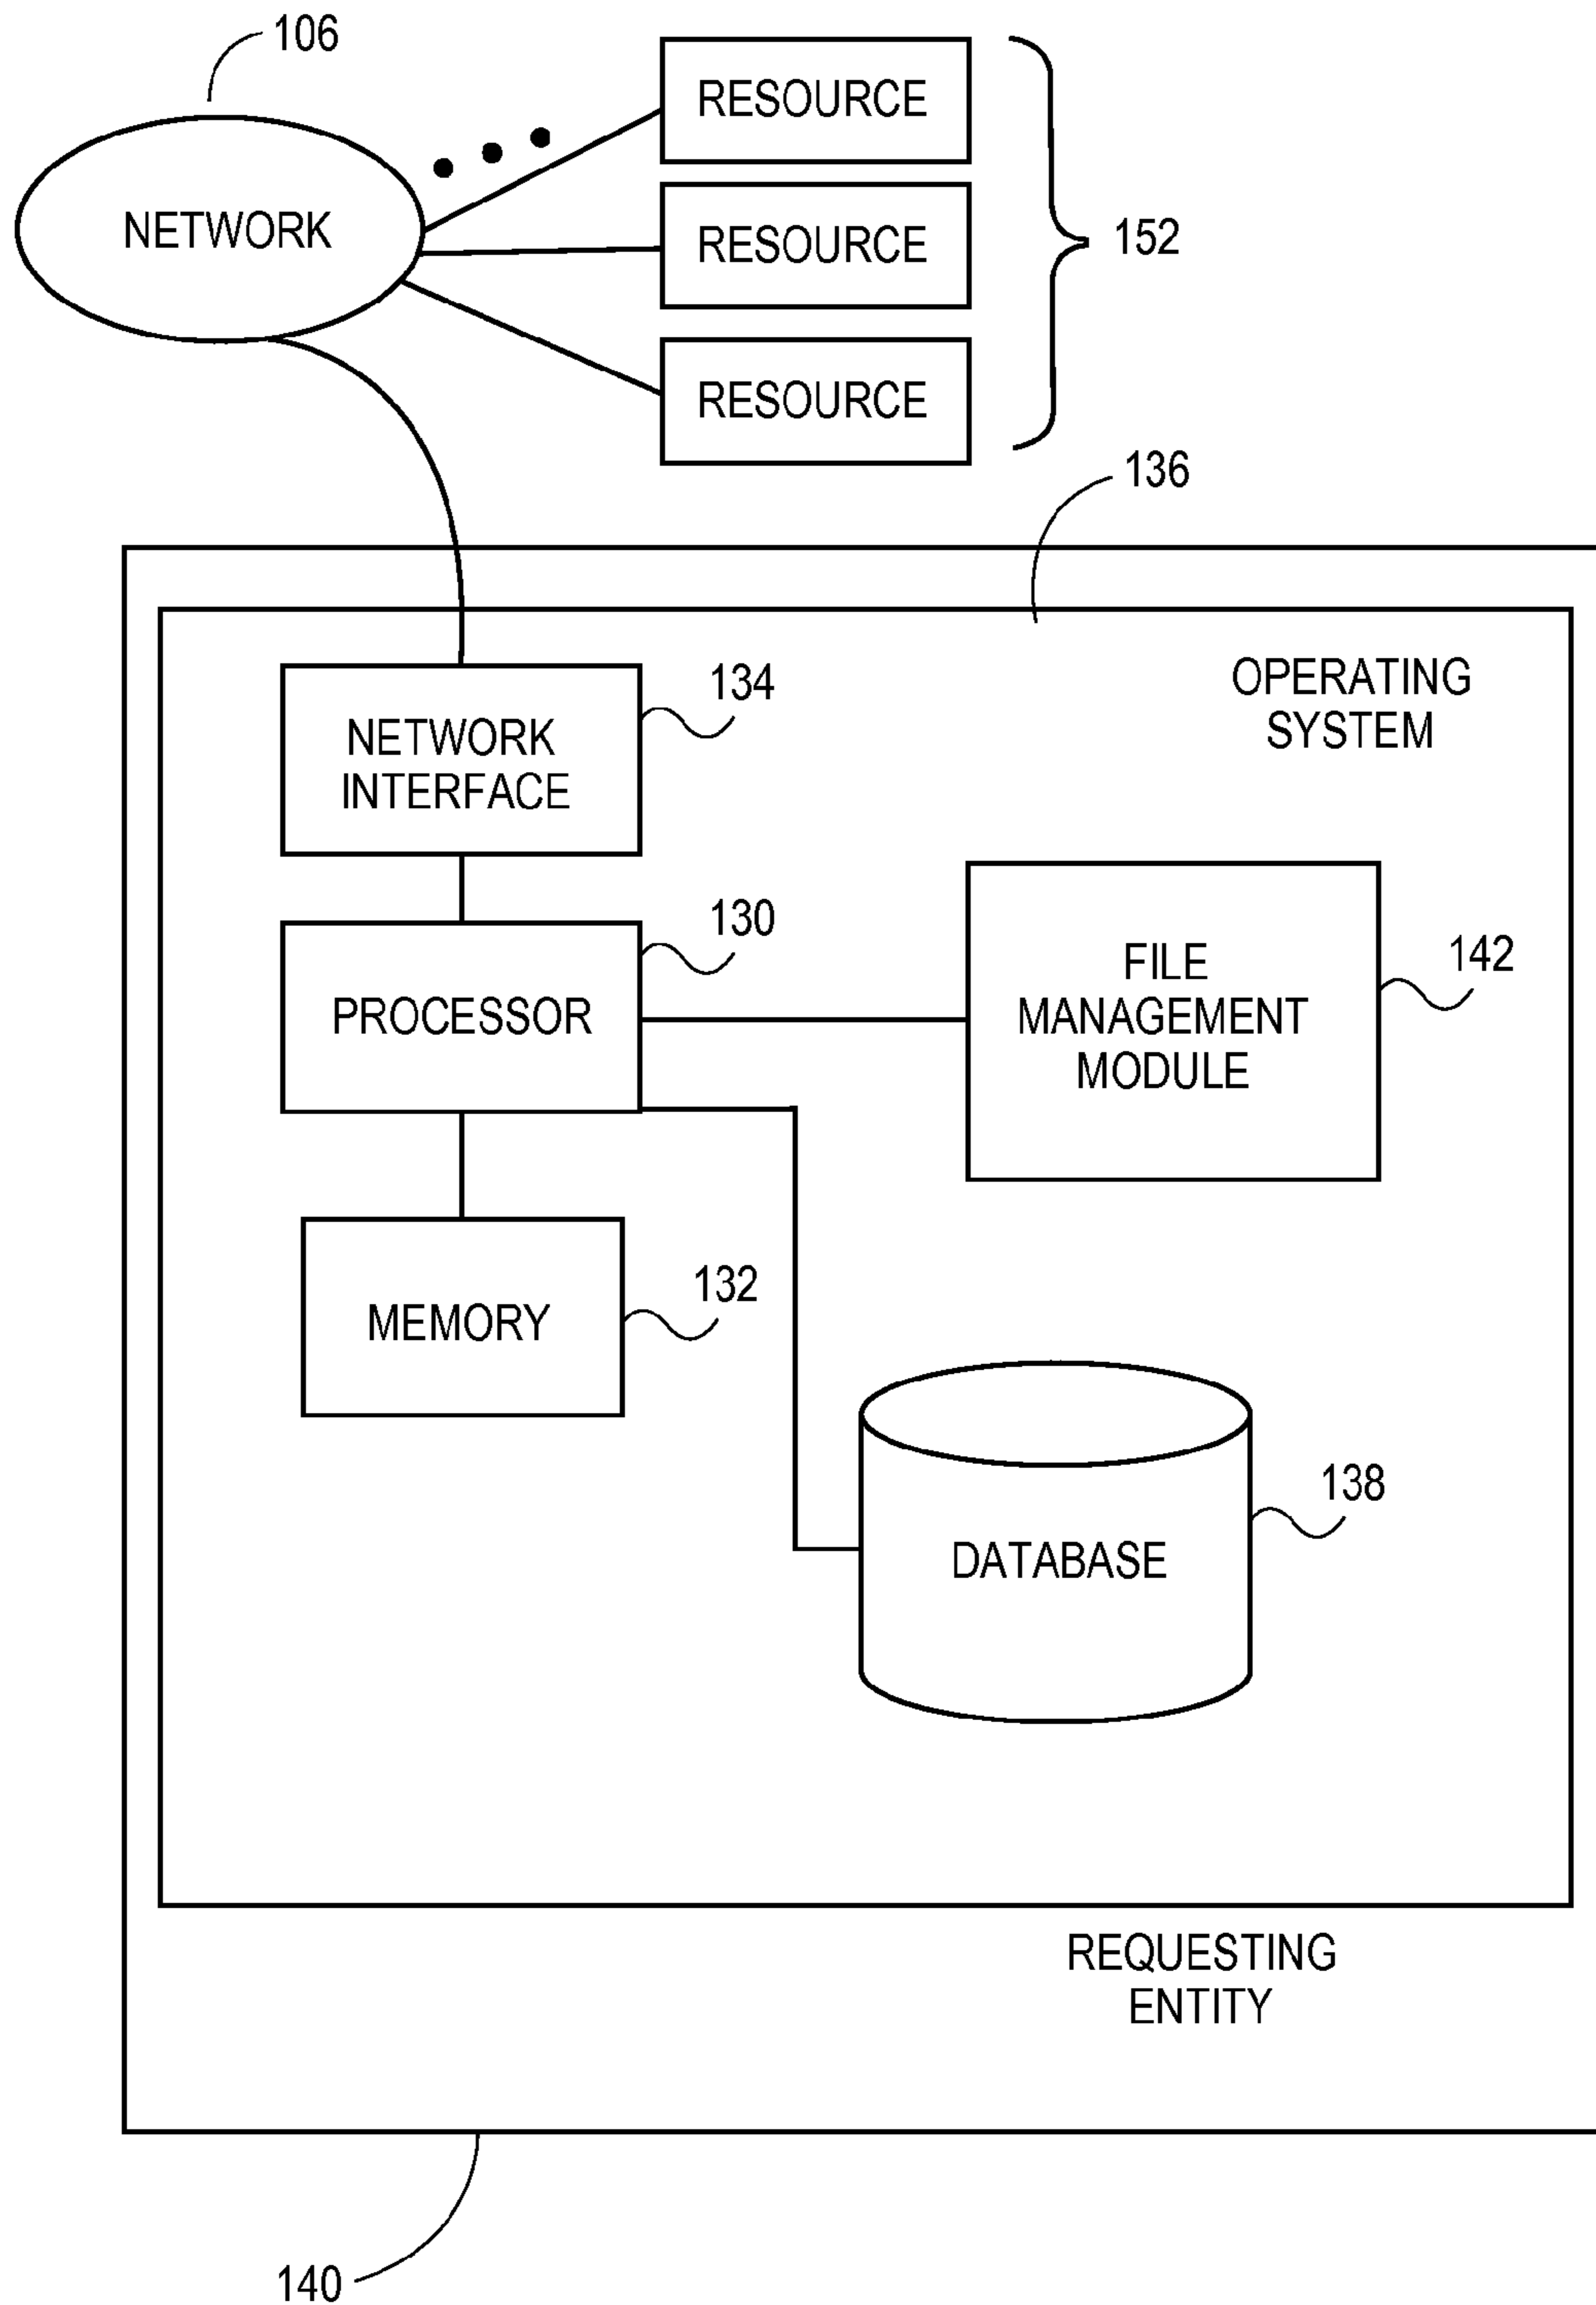 106
RESOURCE
NETWORK
RESOURCE
152
RESOURCE
136
OPERATING
SYSTEM
134
NETWORK
INTERFACE
130
PROCESSOR
FILE
MANAGEMENT
MODULE
142
132
MEMORY
138
DATABASE
REQUESTING
ENTITY
140